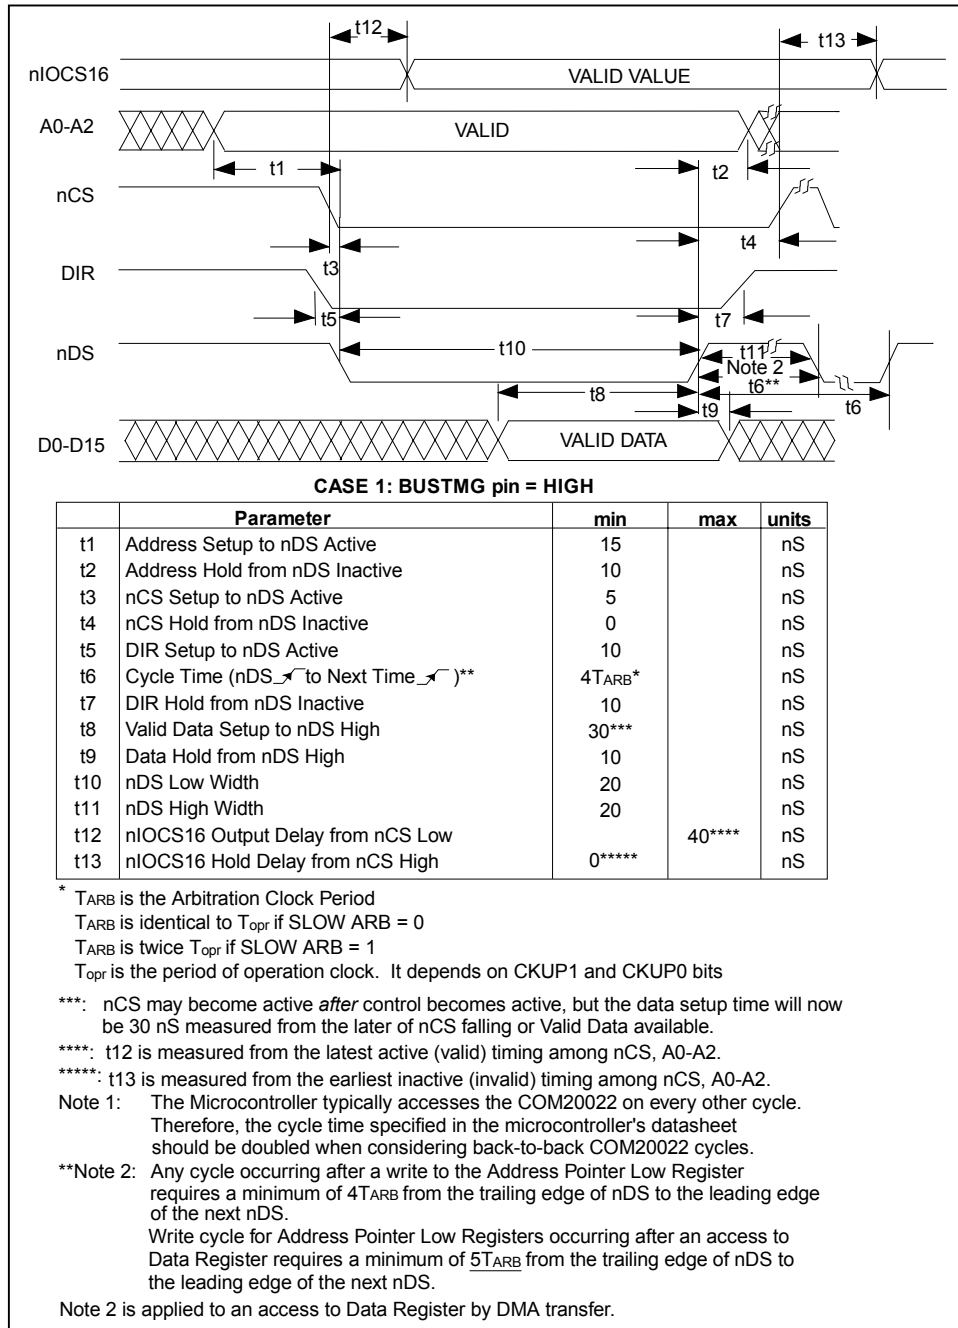 t12
t13
nIOCS16
VALID VALUE
A0-A2
VALID
t1
t2
nCS
t3
t4
DIR
t5
t7
nDS
t10
t11
Note 2
t6**
t8
t6
t9
D0-D15
VALID DATA
CASE 1: BUSTMG pin = HIGH
Parameter min max units
t1 Address Setup to nDS Active 15 nS
t2 Address Hold from nDS Inactive 10 nS
t3 nCS Setup to nDS Active 5 nS
t4 nCS Hold from nDS Inactive 0 nS
t5 DIR Setup to nDS Active 10 nS
t6 Cycle Time (nDS to Next Time )** 4TARB* nS
t7 DIR Hold from nDS Inactive 10 nS
t8 Valid Data Setup to nDS High 30*** nS
t9 Data Hold from nDS High 10 nS
t10 nDS Low Width 20 nS
t11 nDS High Width 20 nS
t12 nIOCS16 Output Delay from nCS Low 40**** nS
t13 nIOCS16 Hold Delay from nCS High 0***** nS
* TARB is the Arbitration Clock Period
TARB is identical to Topr if SLOW ARB = 0
TARB is twice Topr if SLOW ARB = 1
Topr is the period of operation clock. It depends on CKUP1 and CKUP0 bits
***: nCS may become active after control becomes active, but the data setup time will now
be 30 nS measured from the later of nCS falling or Valid Data available.
****: t12 is measured from the latest active (valid) timing among nCS, A0-A2.
*****: t13 is measured from the earliest inactive (invalid) timing among nCS, A0-A2.
Note 1: The Microcontroller typically accesses the COM20022 on every other cycle.
Therefore, the cycle time specified in the microcontroller's datasheet
should be doubled when considering back-to-back COM20022 cycles.
**Note 2: Any cycle occurring after a write to the Address Pointer Low Register
requires a minimum of 4TARB from the trailing edge of nDS to the leading edge
of the next nDS.
Write cycle for Address Pointer Low Registers occurring after an access to
Data Register requires a minimum of 5TARB from the trailing edge of nDS to
the leading edge of the next nDS.
Note 2 is applied to an access to Data Register by DMA transfer.